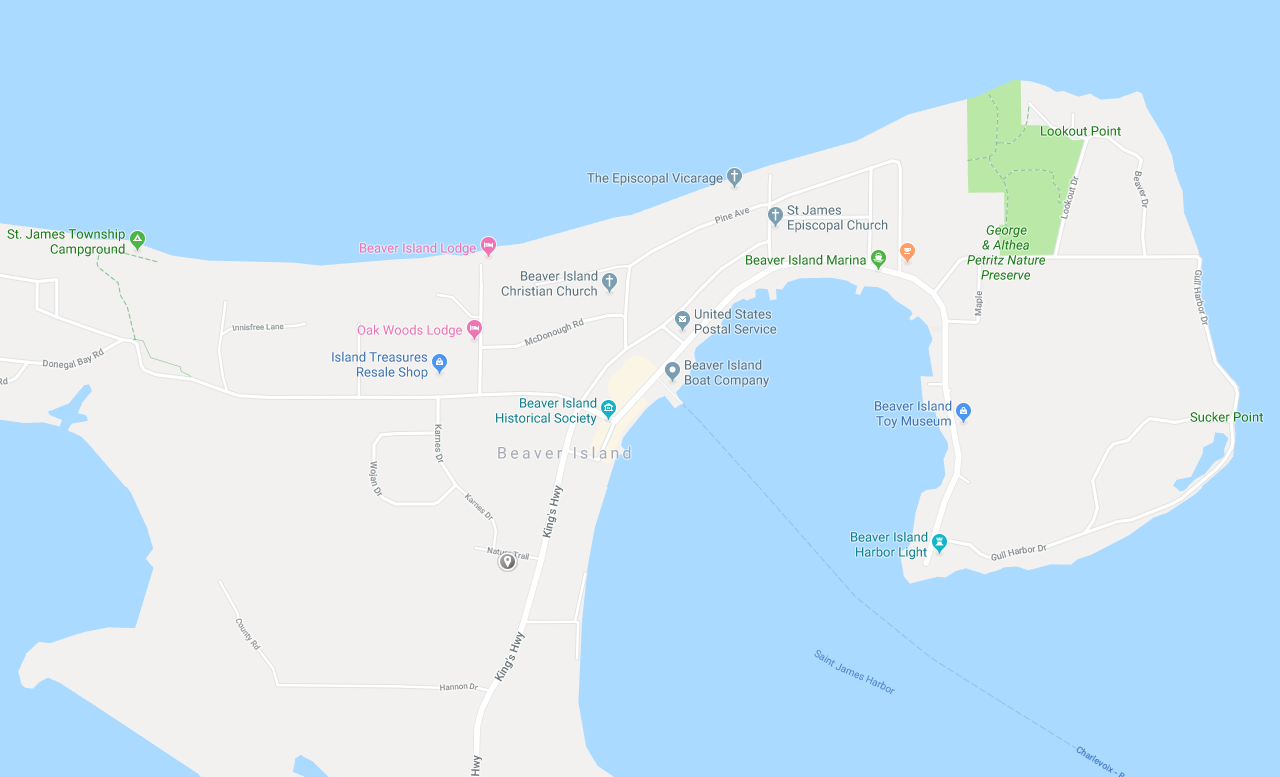 Lookout Point
The Episcopal Vicarage
Beaver Dr
Lookout Dr
Pine Ave
St James
Episcopal Church
St. James Township
Campground
Beaver Island Lodge
George
& Althea
Petritz Nature
Preserve
Beaver Island Marina
Beaver Island
Christian Church
Gull Harbor Dr
Maple
Innisfree Lane
Oak Woods Lodge
McDonough Rd
United States
Postal Service
Donegal Bay Rd
Rd
Island Treasures
Resale Shop
Beaver Island
Boat Company
Beaver Island
Historical Society
Beaver Island
Toy Museum
Sucker Point
Karnes Dr
Beaver Island
Wojan Dr
Karnes Dr
King's Hwy
Nature Trail
Beaver Island
Harbor Light
Gull Harbor Dr
County Rd
King's Hwy
Saint James Harbor
Hannon Dr
Hwy